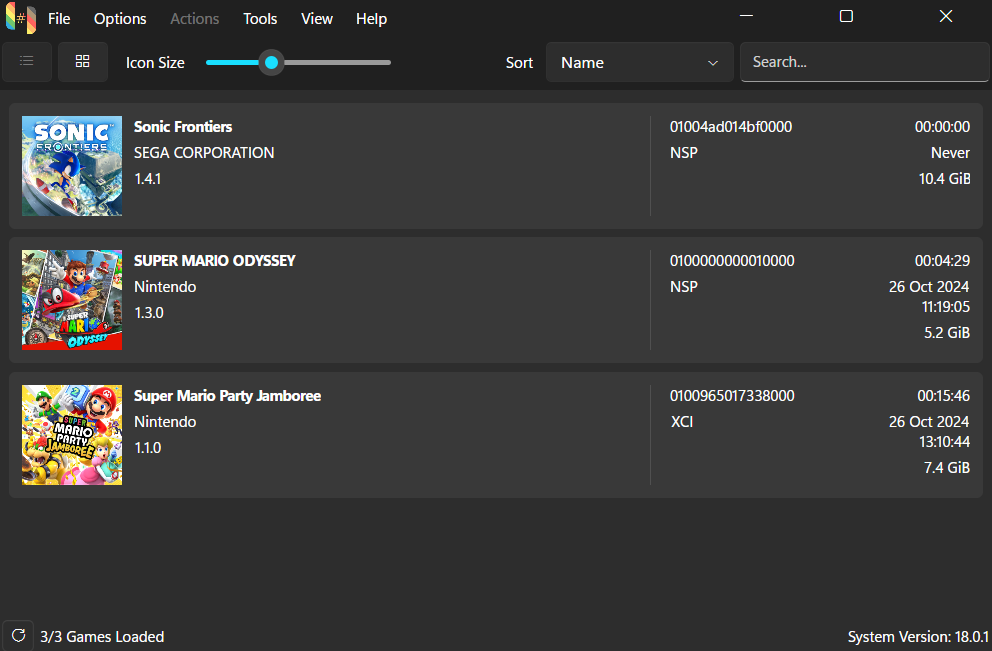 File Options Actions Tools View Help
Icon Size Sort Name Search...
SONIC
FRONTIERS
Sonic Frontiers 01004ad014bf0000 00:00:00
SEGA CORPORATION NSP Never
1.4.1 10.4 GiB
SUPER
MARIO
ODYSSEY
SUPER MARIO ODYSSEY 0100000000010000 00:04:29
Nintendo NSP 26 Oct 2024
11:19:05
1.3.0
5.2 GiB
SUPER
MARIO
PARTY
JAMBOREE
Super Mario Party Jamboree 0100965017338000 00:15:46
Nintendo XCI 26 Oct 2024
13:10:44
1.1.0
7.4 GiB
3/3 Games Loaded System Version: 18.0.1